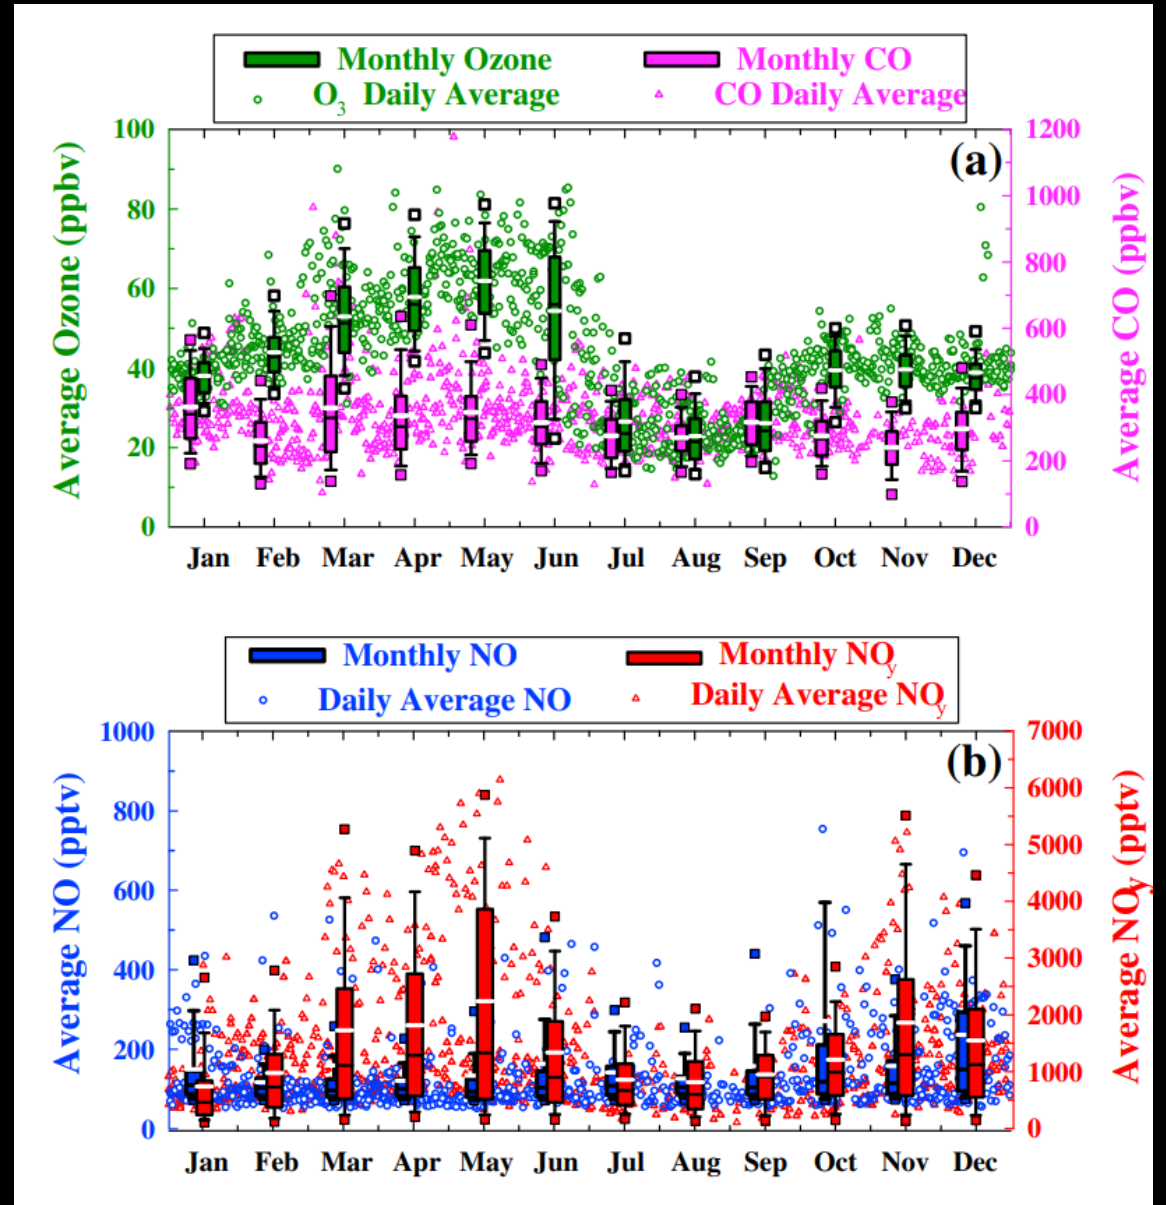 Monthly Ozone Monthly CO
O3 Daily Average CO Daily Average
(a)
Average Ozone (ppbv)
100
80
60
40
20
0
1200
1000
800
600
400
200
0
Average CO (ppbv)
Jan Feb Mar Apr May Jun Jul Aug Sep Oct Nov Dec
Monthly NO Monthly NOy
Daily Average NO Daily Average NOy
(b)
Average NO (pptv)
1000
800
600
400
200
0
7000
6000
5000
4000
3000
2000
1000
0
Average NOy (pptv)
Jan Feb Mar Apr May Jun Jul Aug Sep Oct Nov Dec